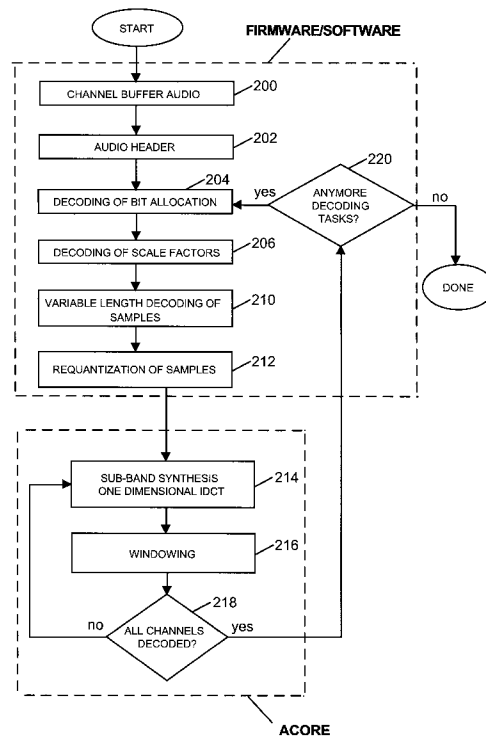 START
FIRMWARE/SOFTWARE
CHANNEL BUFFER AUDIO
200
AUDIO HEADER
202
204
DECODING OF BIT ALLOCATION
yes
220
ANYMORE
DECODING
TASKS?
no
DECODING OF SCALE FACTORS
206
DONE
VARIABLE LENGTH DECODING OF
SAMPLES
210
REQUANTIZATION OF SAMPLES
212
SUB-BAND SYNTHESIS
ONE DIMENSIONAL IDCT
214
WINDOWING
216
218
no
ALL CHANNELS
DECODED?
yes
ACORE